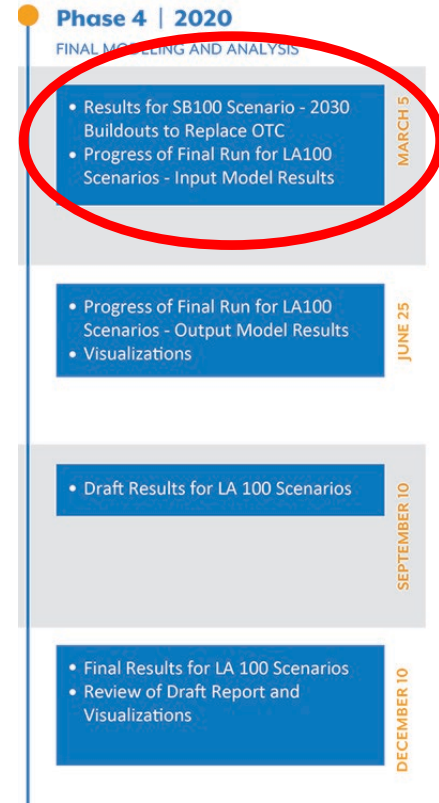 Phase 4 | 2020
FINAL MODELING AND ANALYSIS
• Results for SB100 Scenario - 2030
Buildouts to Replace OTC
• Progress of Final Run for LA100
Scenarios - Input Model Results
MARCH 5
• Progress of Final Run for LA100
Scenarios - Output Model Results
• Visualizations
JUNE 25
• Draft Results for LA 100 Scenarios
SEPTEMBER 10
• Final Results for LA 100 Scenarios
• Review of Draft Report and
Visualizations
DECEMBER 10